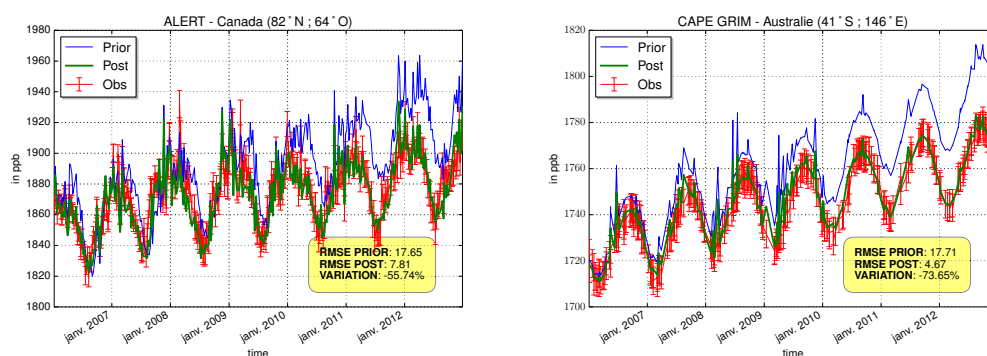 ALERT - Canada (82°N ; 64°O)
1980
1960
1940
1920
1900
1880
1860
1840
1820
1800
in ppb
Prior
Post
Obs
RMSE PRIOR: 17.65
RMSE POST: 7.81
VARIATION: -55.74%
janv. 2007
janv. 2008
janv. 2009
janv. 2010
janv. 2011
janv. 2012
time
CAPE GRIM - Australie (41°S ; 146°E)
1820
1800
1780
1760
1740
1720
1700
in ppb
Prior
Post
Obs
RMSE PRIOR: 17.71
RMSE POST: 4.67
VARIATION: -73.65%
janv. 2007
janv. 2008
janv. 2009
janv. 2010
janv. 2011
janv. 2012
time